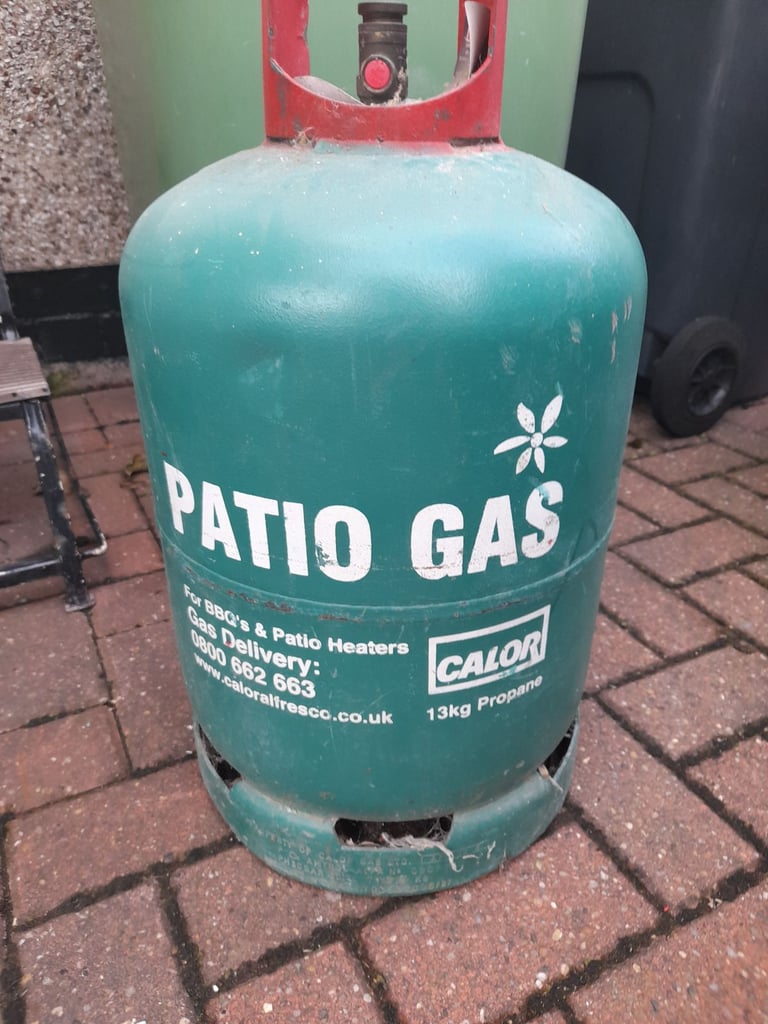 PATIO GAS
For BBQ's & Patio Heaters
Gas Delivery:
0800 662 663
www.caloralfresco.co.uk
CALOR
13kg Propane